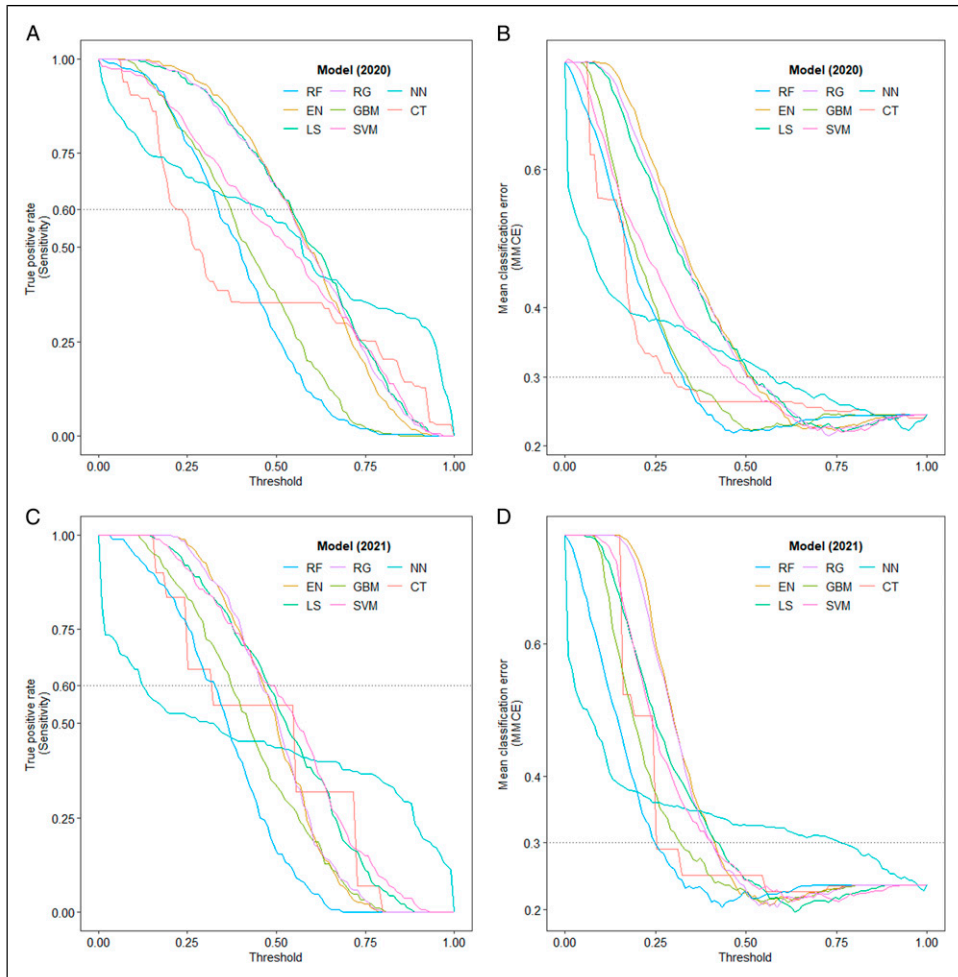 A
Model (2020)
RF RG NN
EN GBM CT
LS SVM
True positive rate
(Sensitivity)
1.00
0.75
0.60
0.50
0.25
0.00
0.00 0.25 0.50 0.75 1.00
Threshold
B
Model (2020)
RF RG NN
EN GBM CT
LS SVM
Mean classification error
(MMCE)
0.6
0.4
0.3
0.2
0.00 0.25 0.50 0.75 1.00
Threshold
C
Model (2021)
RF RG NN
EN GBM CT
LS SVM
True positive rate
(Sensitivity)
1.00
0.75
0.60
0.50
0.25
0.00
0.00 0.25 0.50 0.75 1.00
Threshold
D
Model (2021)
RF RG NN
EN GBM CT
LS SVM
Mean classification error
(MMCE)
0.6
0.4
0.3
0.2
0.00 0.25 0.50 0.75 1.00
Threshold